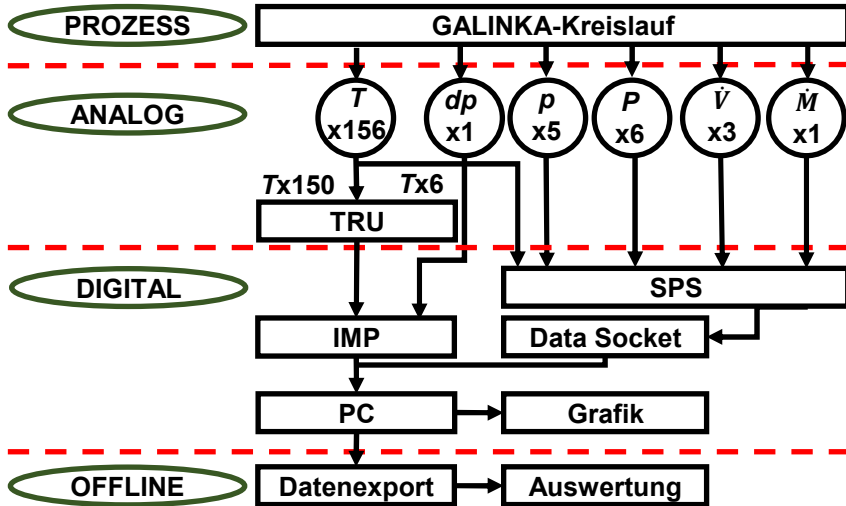 PROZESS
GALINKA-Kreislauf
ANALOG
T
x156
dp
x1
p
x5
P
x6
V̇
x3
Ṁ
x1
Tx150
Tx6
TRU
DIGITAL
SPS
IMP
Data Socket
PC
Grafik
OFFLINE
Datenexport
Auswertung